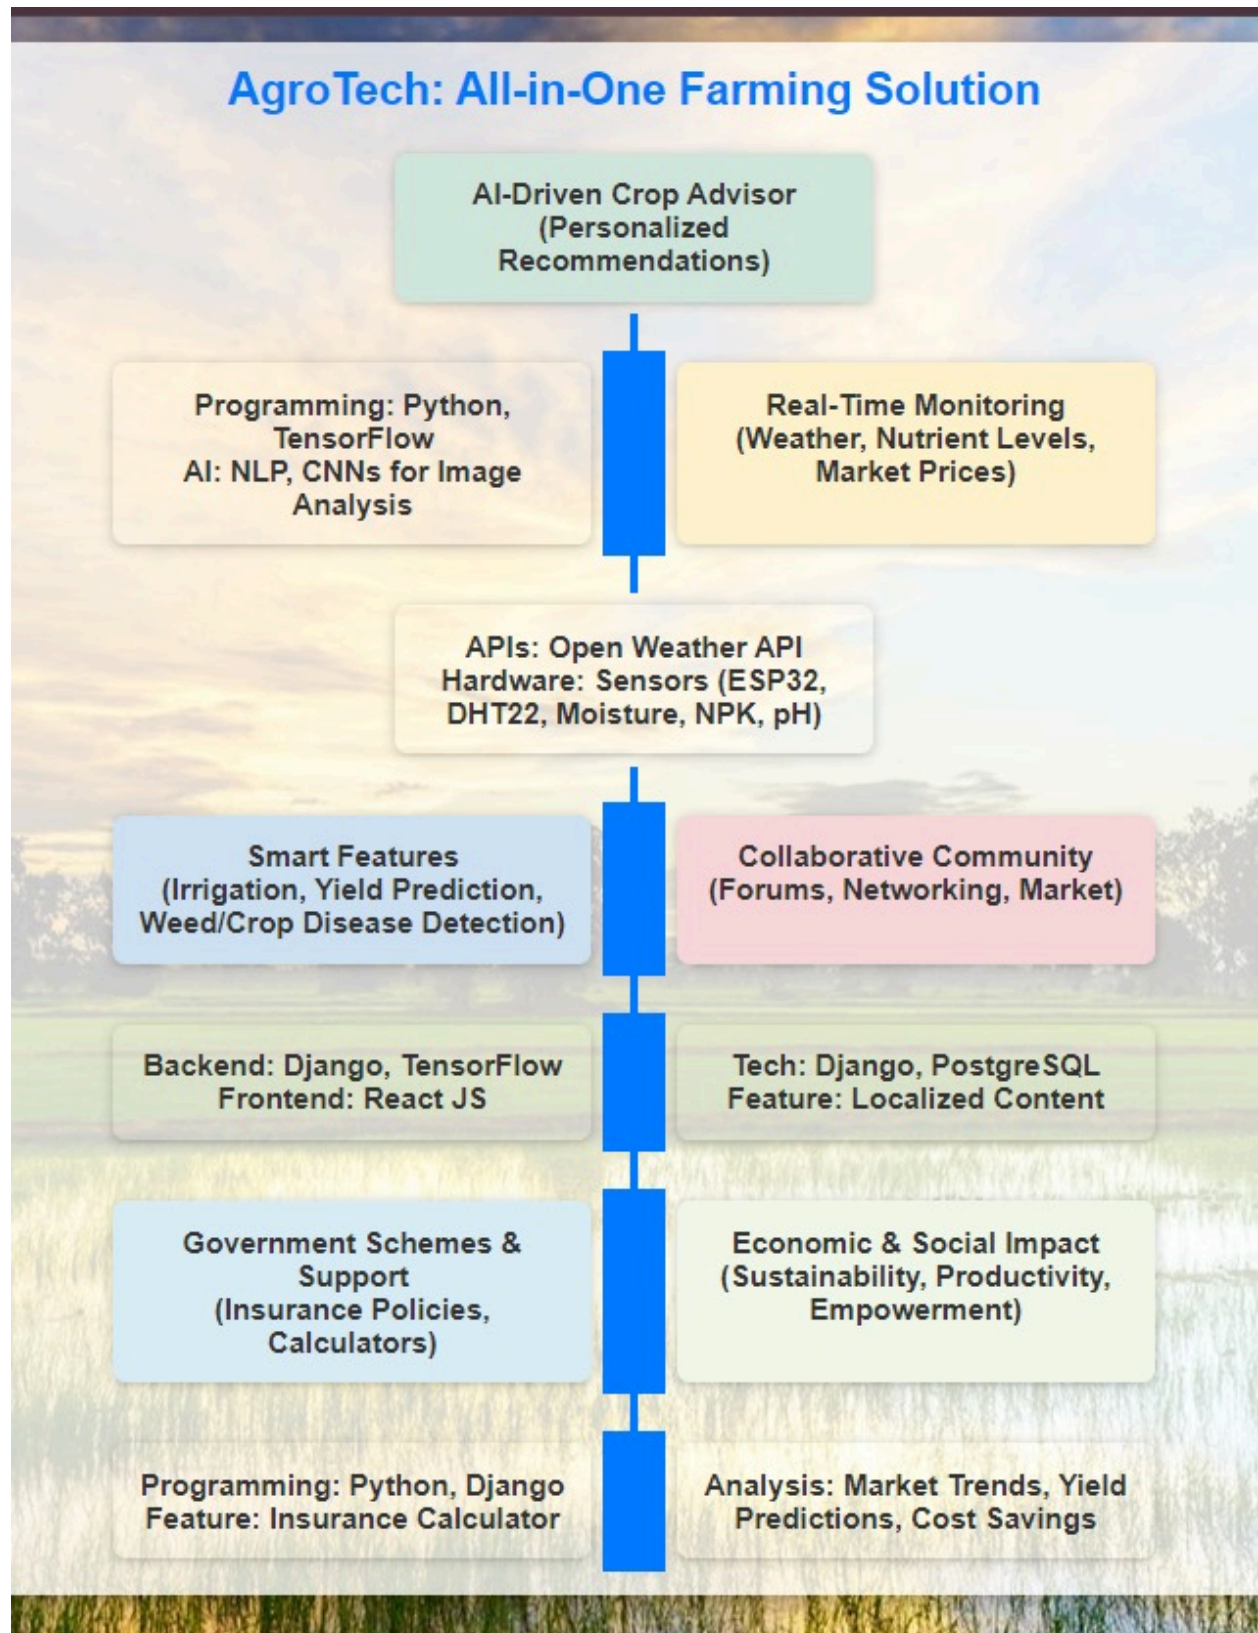 AgroTech: All-in-One Farming Solution
AI-Driven Crop Advisor
(Personalized
Recommendations)
Programming: Python,
TensorFlow
AI: NLP, CNNs for Image
Analysis
Real-Time Monitoring
(Weather, Nutrient Levels,
Market Prices)
APIs: Open Weather API
Hardware: Sensors (ESP32,
DHT22, Moisture, NPK, pH)
Smart Features
(Irrigation, Yield Prediction,
Weed/Crop Disease Detection)
Collaborative Community
(Forums, Networking, Market)
Backend: Django, TensorFlow
Frontend: React JS
Tech: Django, PostgreSQL
Feature: Localized Content
Government Schemes &
Support
(Insurance Policies,
Calculators)
Economic & Social Impact
(Sustainability, Productivity,
Empowerment)
Programming: Python, Django
Feature: Insurance Calculator
Analysis: Market Trends, Yield
Predictions, Cost Savings